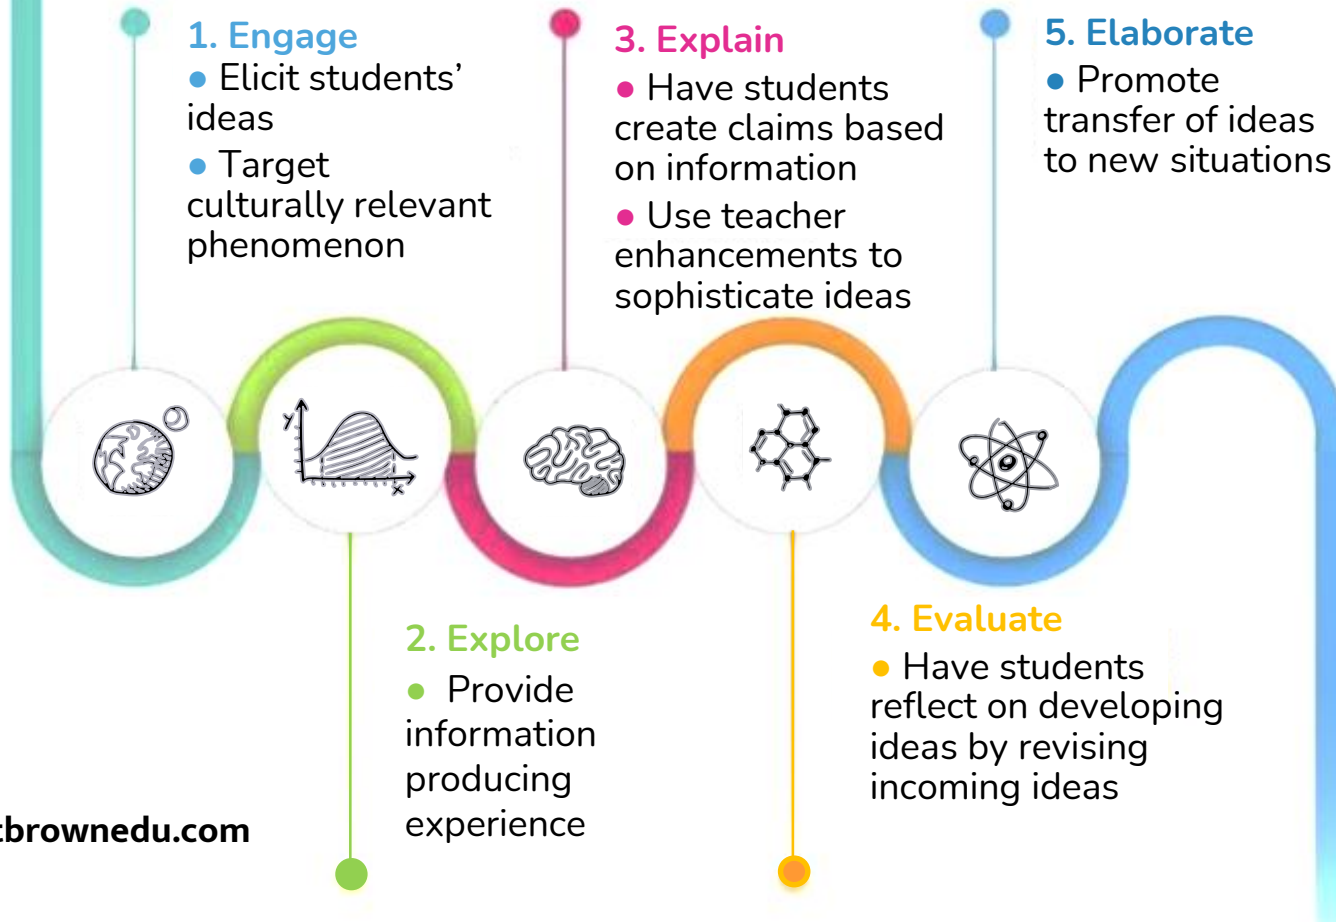 1. Engage
● Elicit students’
ideas
● Target
culturally relevant
phenomenon
3. Explain
● Have students
create claims based
on information
● Use teacher
enhancements to
sophisticate ideas
5. Elaborate
● Promote
transfer of ideas
to new situations
y
x
2. Explore
● Provide
information
producing
experience
4. Evaluate
● Have students
reflect on developing
ideas by revising
incoming ideas
tbrownedu.com